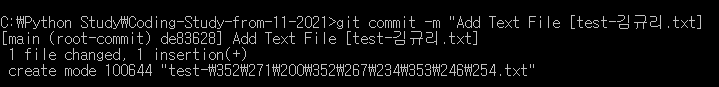 C:₩Python Study₩Coding-Study-from-11-2021>git commit -m "Add Text File [test-김규리.txt]
[main (root-commit) de83628] Add Text File [test-김규리.txt]
 1 file changed, 1 insertion(+)
 create mode 100644 "test-₩352₩271₩200₩352₩267₩234₩353₩246₩254.txt"